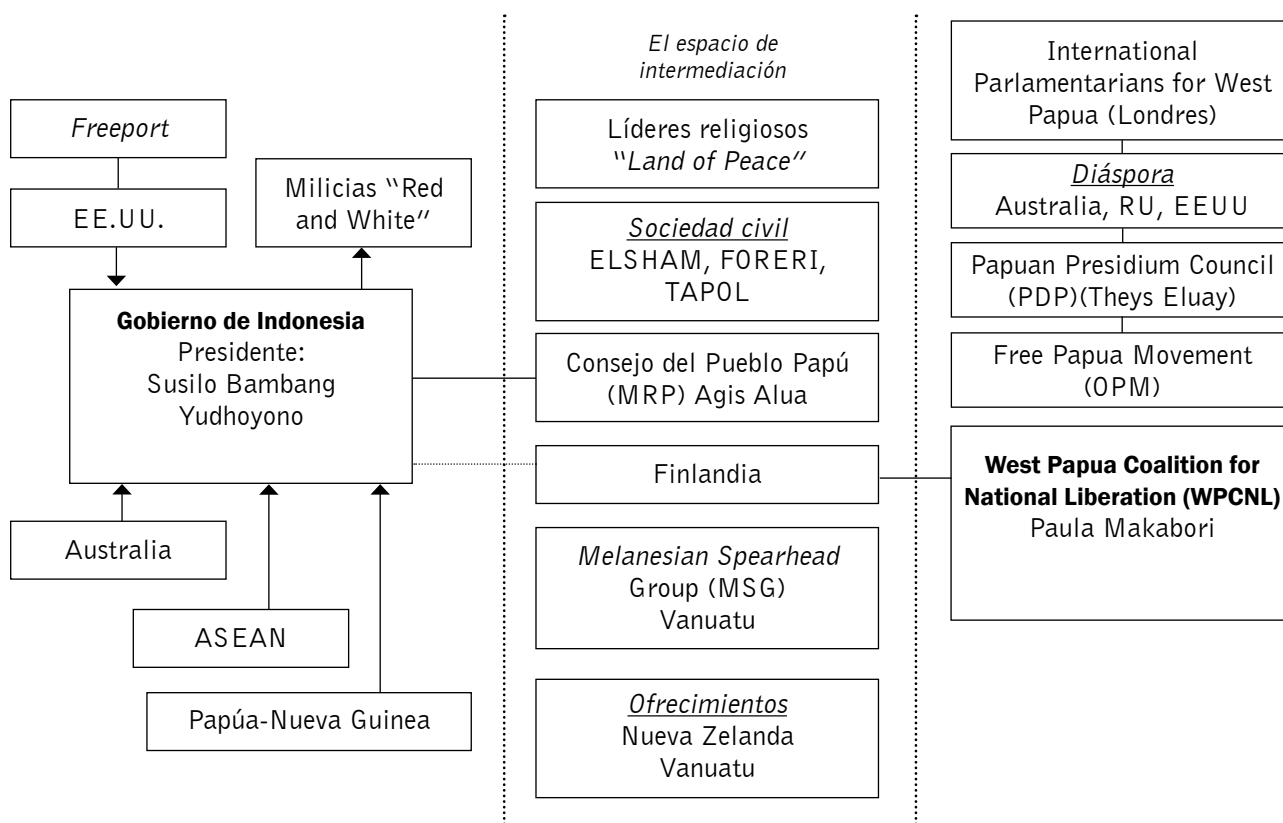 Freeport
EE.UU.
Milicias “Red
and White”
Gobierno de Indonesia
Presidente:
Susilo Bambang
Yudhoyono
Australia
ASEAN
Papúa-Nueva Guinea
El espacio de
intermediación
Líderes religiosos
“Land of Peace”
Sociedad civil
ELSHAM, FORERI,
TAPOL
Consejo del Pueblo Papú
(MRP) Agis Alua
Finlandia
Melanesian Spearhead
Group (MSG)
Vanuatu
Ofrecimientos
Nueva Zelanda
Vanuatu
International
Parlamentarians for West
Papua (Londres)
Diáspora
Australia, RU, EEUU
Papuan Presidium Council
(PDP)(Theys Eluay)
Free Papua Movement
(OPM)
West Papua Coalition for
National Liberation (WPCNL)
Paula Makabori